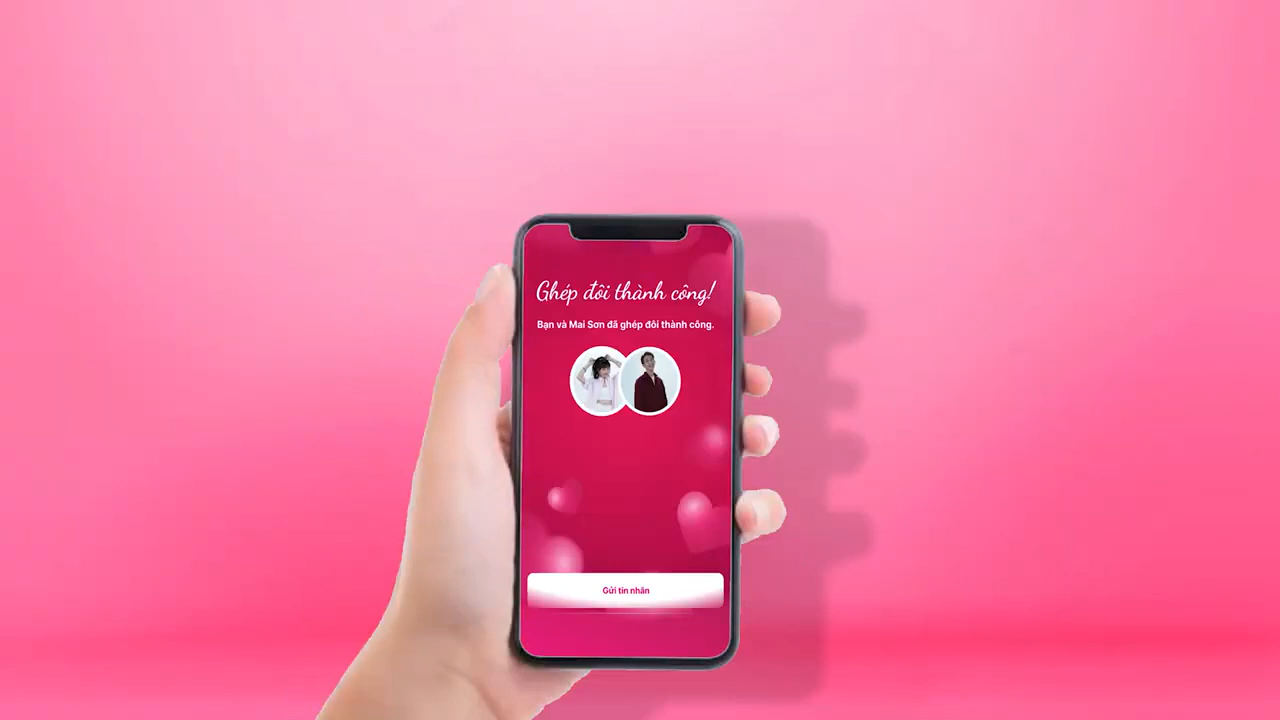 Ghép đôi thành công!
Bạn và Mai Sơn đã ghép đôi thành công.
Gửi tin nhắn